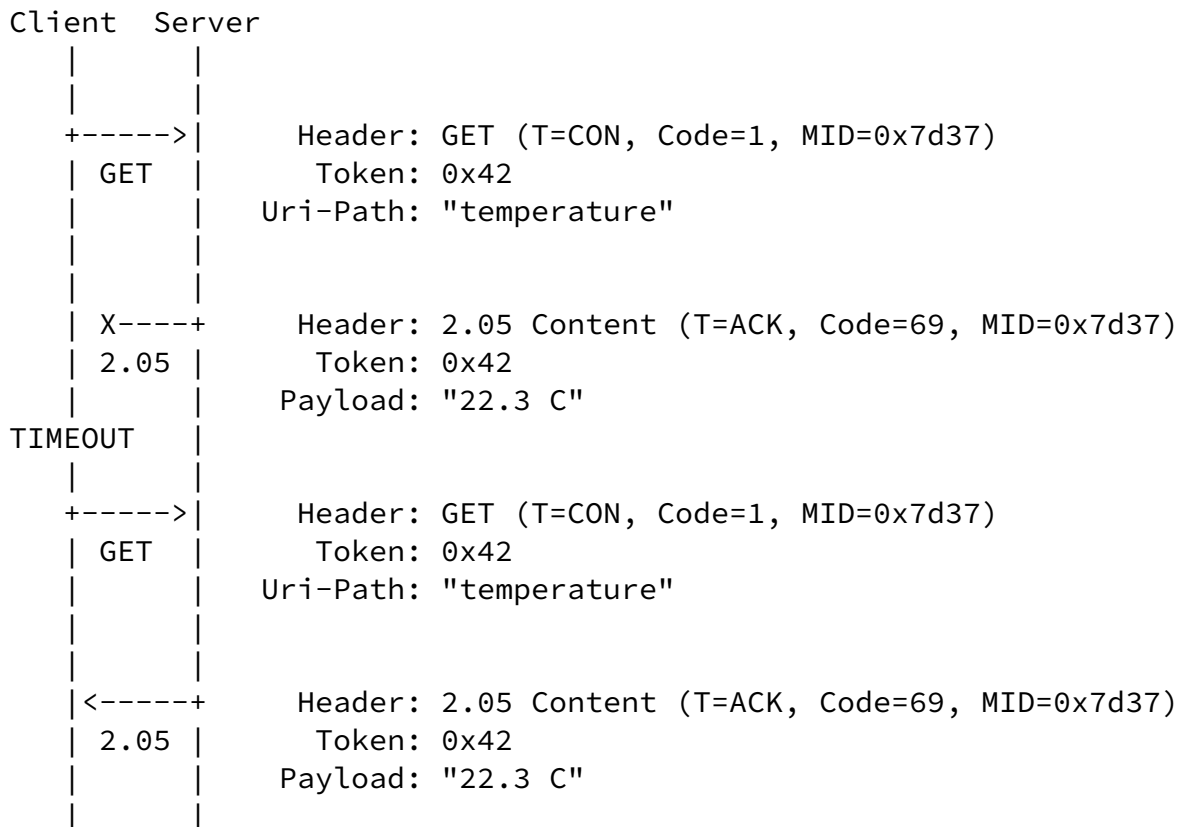 Client  Server
   |      |
   |      |
   +----->|     Header: GET (T=CON, Code=1, MID=0x7d37)
   | GET  |      Token: 0x42
   |      |   Uri-Path: "temperature"
   |      |
   |      |
   | X----+     Header: 2.05 Content (T=ACK, Code=69, MID=0x7d37)
   | 2.05 |      Token: 0x42
   |      |    Payload: "22.3 C"
TIMEOUT   |
   |      |
   +----->|     Header: GET (T=CON, Code=1, MID=0x7d37)
   | GET  |      Token: 0x42
   |      |   Uri-Path: "temperature"
   |      |
   |      |
   |<-----+     Header: 2.05 Content (T=ACK, Code=69, MID=0x7d37)
   | 2.05 |      Token: 0x42
   |      |    Payload: "22.3 C"
   |      |